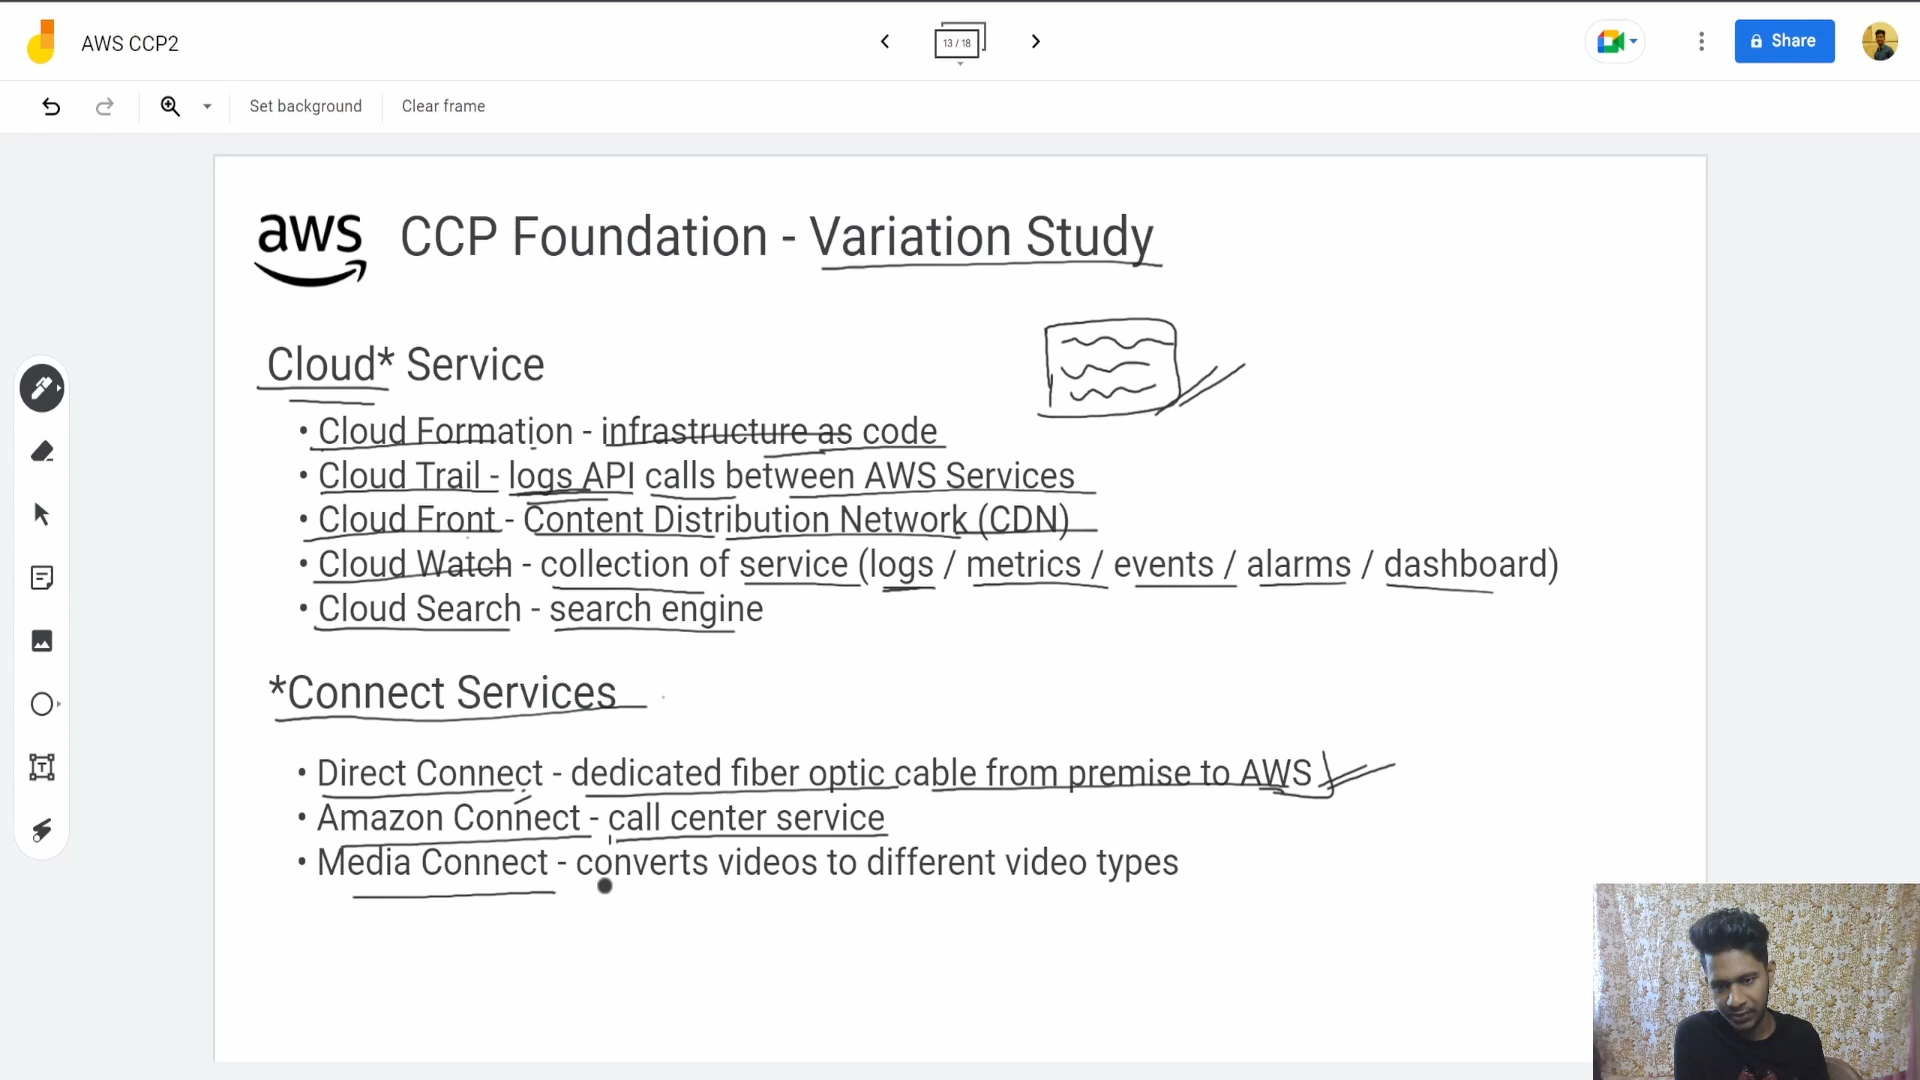 AWS CCP2
13 / 18
Share
Set background
Clear frame
aws CCP Foundation - Variation Study
Cloud* Service
• Cloud Formation - infrastructure as code
• Cloud Trail - logs API calls between AWS Services
• Cloud Front - Content Distribution Network (CDN)
• Cloud Watch - collection of service (logs / metrics / events / alarms / dashboard)
• Cloud Search - search engine
*Connect Services
• Direct Connect - dedicated fiber optic cable from premise to AWS
• Amazon Connect - call center service
• Media Connect - converts videos to different video types